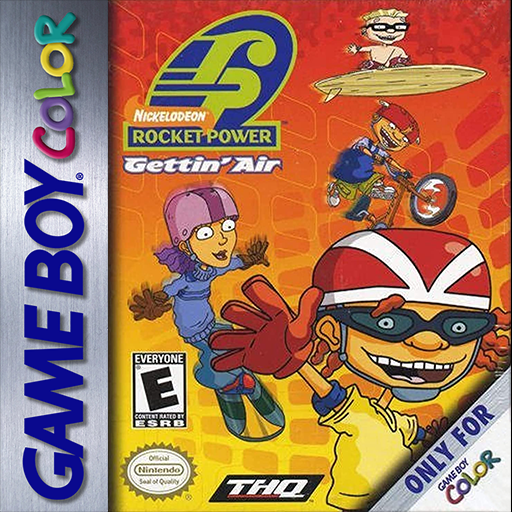 GAME BOY COLOR
NICKELODEON
ROCKET POWER
Gettin' Air
EVERYONE
E
CONTENT RATED BY
ESRB
Official
Nintendo
Seal of Quality
THQ
ONLY FOR
GAME BOY
COLOR